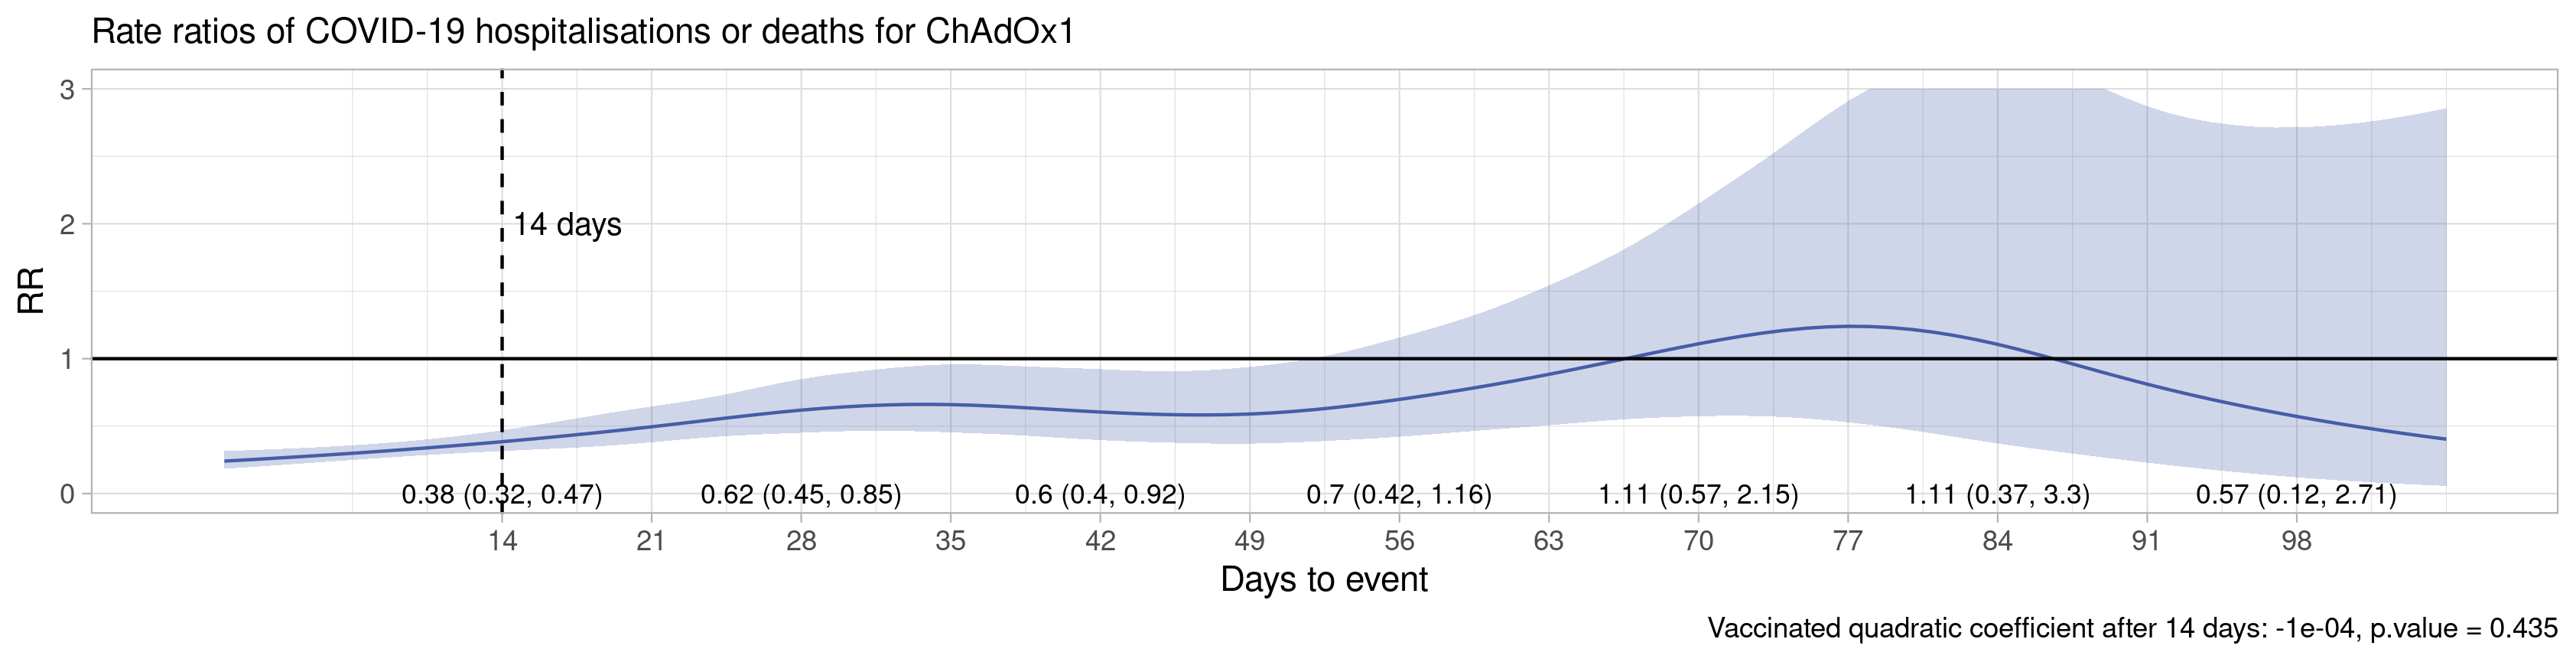 Rate ratios of COVID-19 hospitalisations or deaths for ChAdOx1
3
2
1
0
RR
14 days
0.38 (0.32, 0.47) 0.62 (0.45, 0.85) 0.6 (0.4, 0.92) 0.7 (0.42, 1.16) 1.11 (0.57, 2.15) 1.11 (0.37, 3.3) 0.57 (0.12, 2.71)
14 21 28 35 42 49 56 63 70 77 84 91 98
Days to event
Vaccinated quadratic coefficient after 14 days: -1e-04, p.value = 0.435